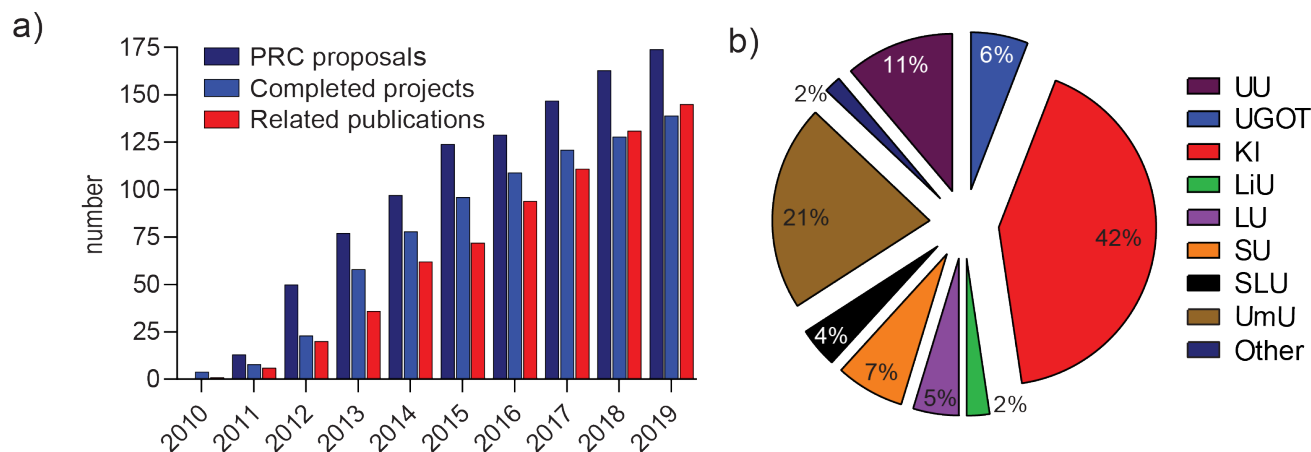 a)
number
175
150
125
100
75
50
25
0
PRC proposals
Completed projects
Related publications
2010
2011
2012
2013
2014
2015
2016
2017
2018
2019
b)
6%
42%
2%
5%
7%
4%
21%
2%
11%
UU
UGOT
KI
LiU
LU
SU
SLU
UmU
Other